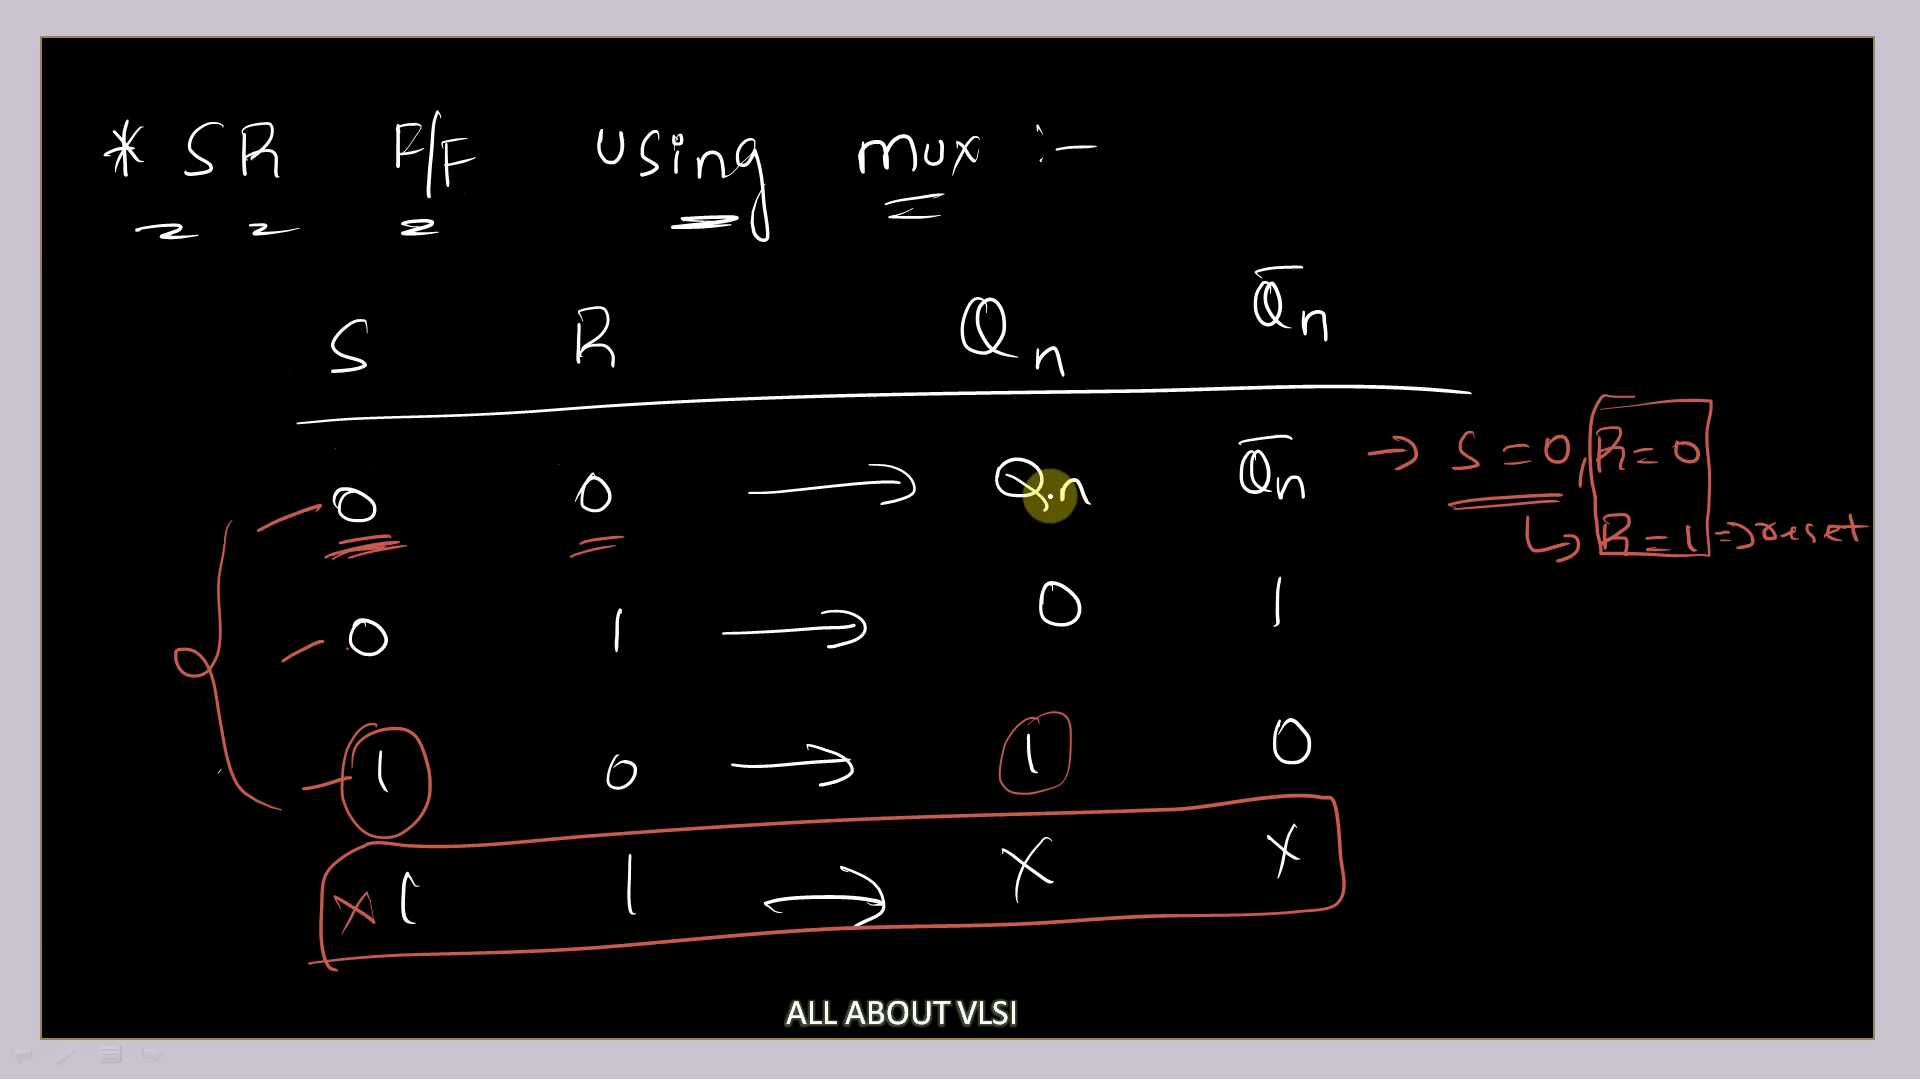 * SR F/F using mux :-
S R Qn Q̅n
0 0 → Qn Q̅n → S = 0, R = 0
↳ R = 1 ⇒ reset
0 1 → 0 1
1 0 → 1 0
x 1 1 → X X
ALL ABOUT VLSI